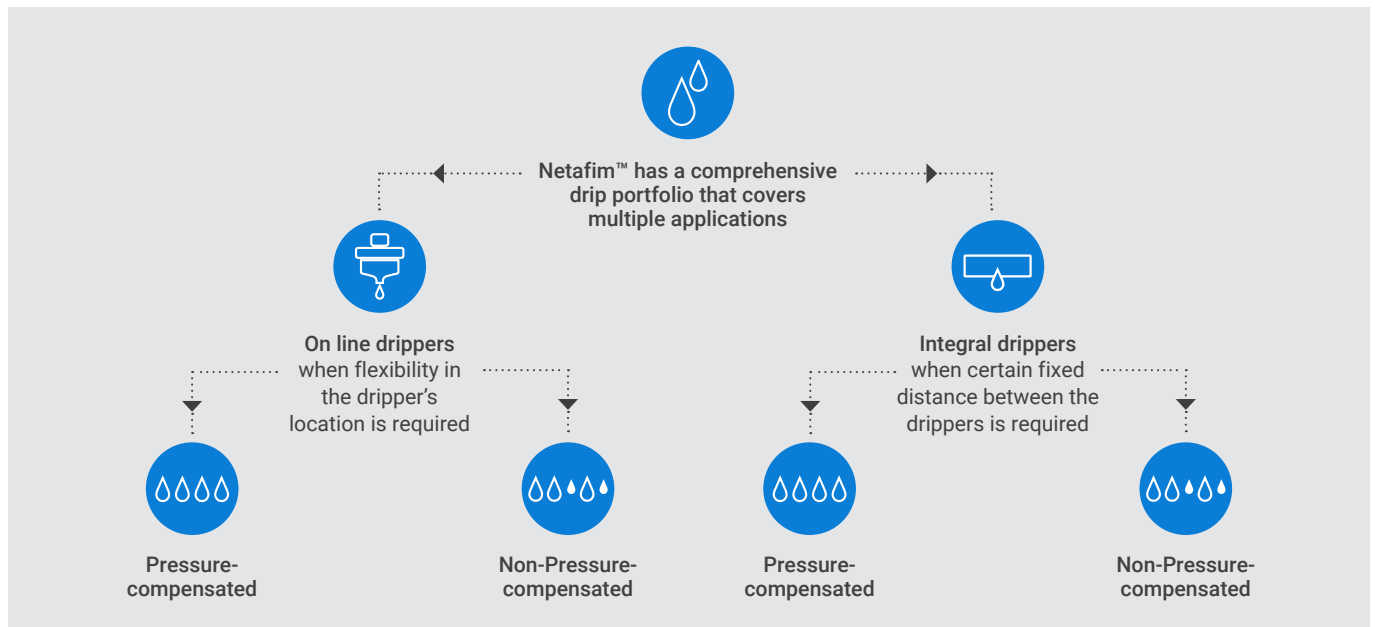 Netafim™ has a comprehensive
drip portfolio that covers
multiple applications
On line drippers
when flexibility in
the dripper's
location is required
Integral drippers
when certain fixed
distance between the
drippers is required
Pressure-
compensated
Non-Pressure-
compensated
Pressure-
compensated
Non-Pressure-
compensated